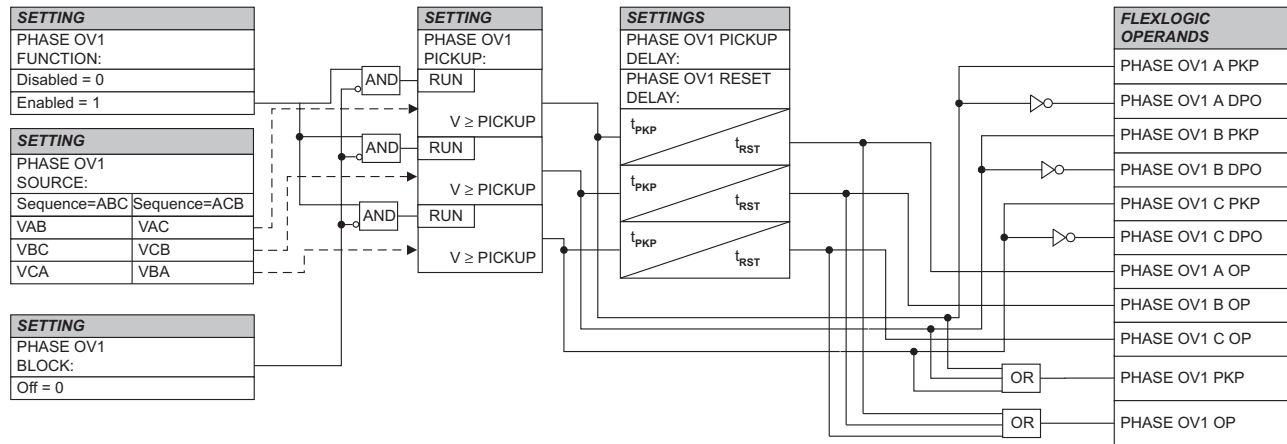 SETTING
PHASE OV1
FUNCTION:
Disabled = 0
Enabled = 1
SETTING
PHASE OV1
SOURCE:
Sequence=ABC Sequence=ACB
VAB VAC
VBC VCB
VCA VBA
SETTING
PHASE OV1
BLOCK:
Off = 0
AND
AND
AND
SETTING
PHASE OV1
PICKUP:
RUN
V ≥ PICKUP
RUN
V ≥ PICKUP
RUN
V ≥ PICKUP
SETTINGS
PHASE OV1 PICKUP
DELAY:
PHASE OV1 RESET
DELAY:
tPKP
tRST
tPKP
tRST
tPKP
tRST
OR
OR
FLEXLOGIC
OPERANDS
PHASE OV1 A PKP
PHASE OV1 A DPO
PHASE OV1 B PKP
PHASE OV1 B DPO
PHASE OV1 C PKP
PHASE OV1 C DPO
PHASE OV1 A OP
PHASE OV1 B OP
PHASE OV1 C OP
PHASE OV1 PKP
PHASE OV1 OP